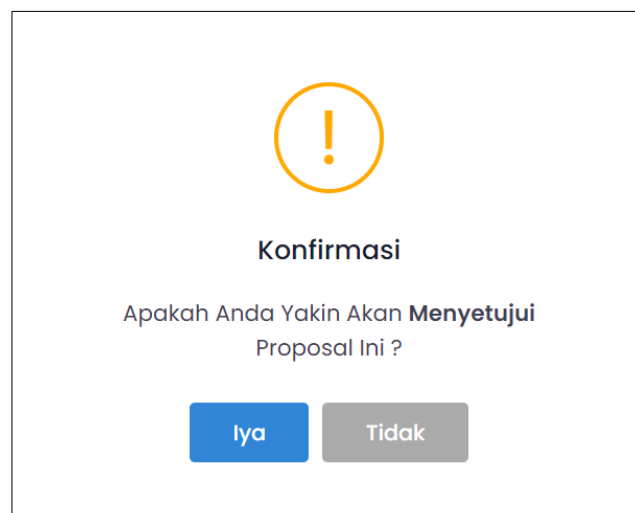 Konfirmasi
Apakah Anda Yakin Akan Menyetujui
Proposal Ini ?
Iya
Tidak